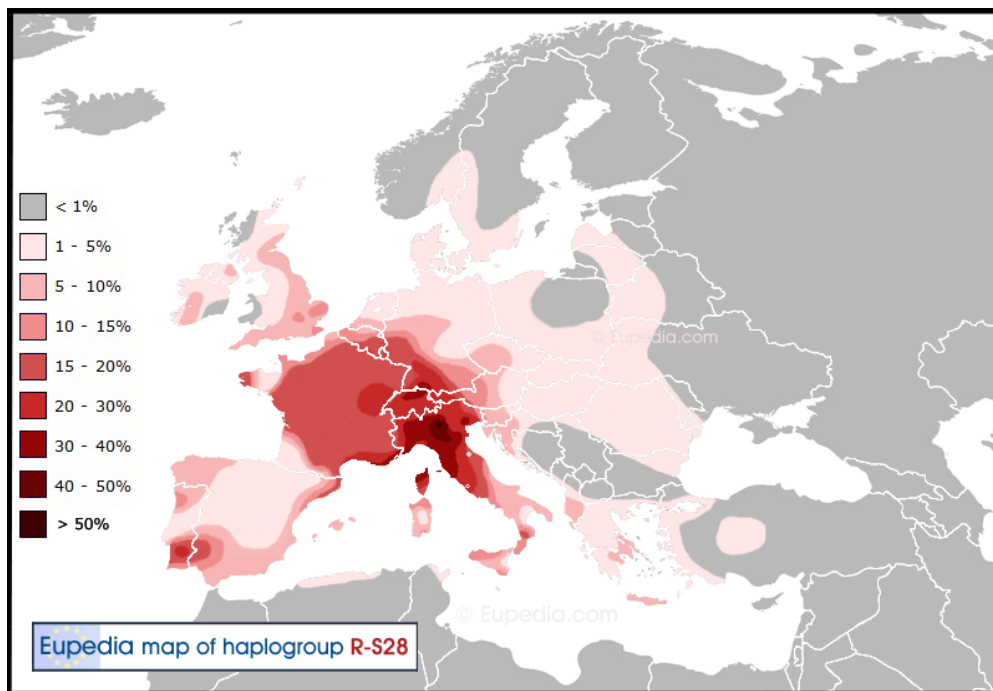 < 1%
1 - 5%
5 - 10%
10 - 15%
15 - 20%
20 - 30%
30 - 40%
40 - 50%
> 50%
© Eupedia.com
© Eupedia.com
Eupedia map of haplogroup R-S28